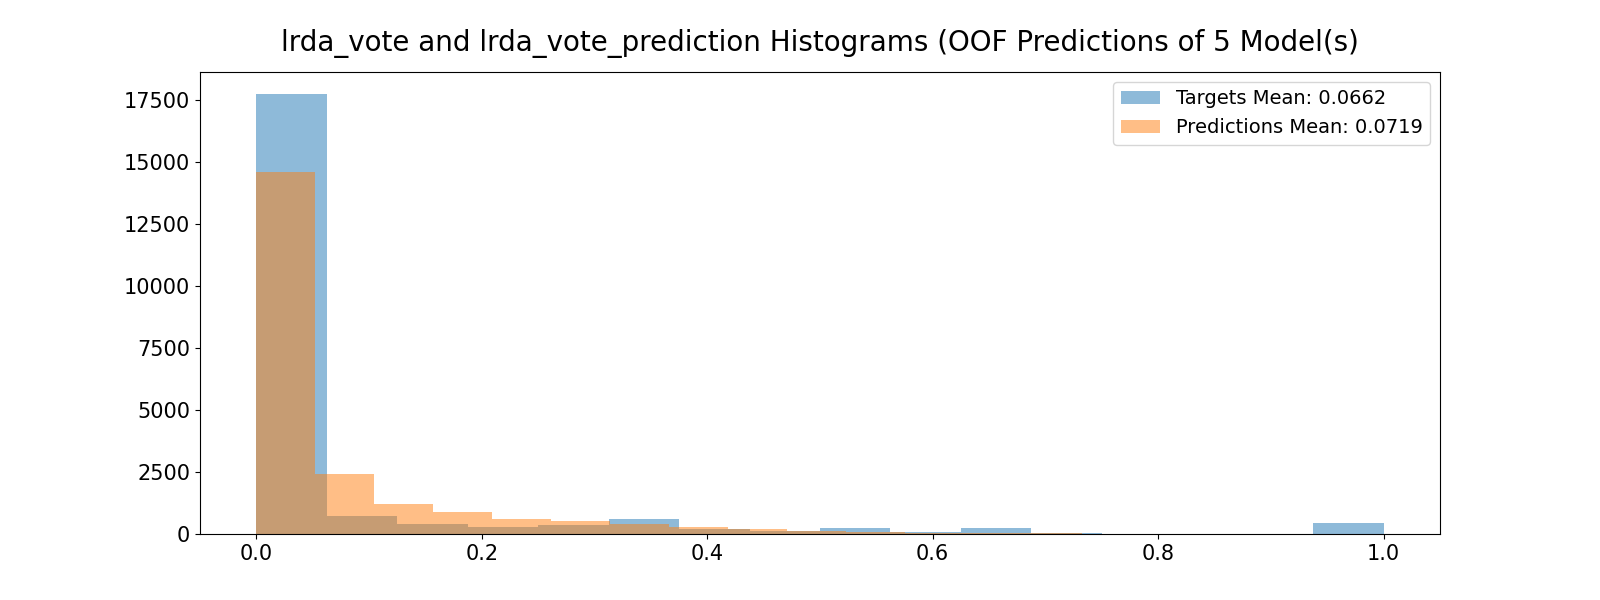 lrda_vote and lrda_vote_prediction Histograms (OOF Predictions of 5 Model(s)
Targets Mean: 0.0662
Predictions Mean: 0.0719
17500
15000
12500
10000
7500
5000
2500
0
0.0 0.2 0.4 0.6 0.8 1.0